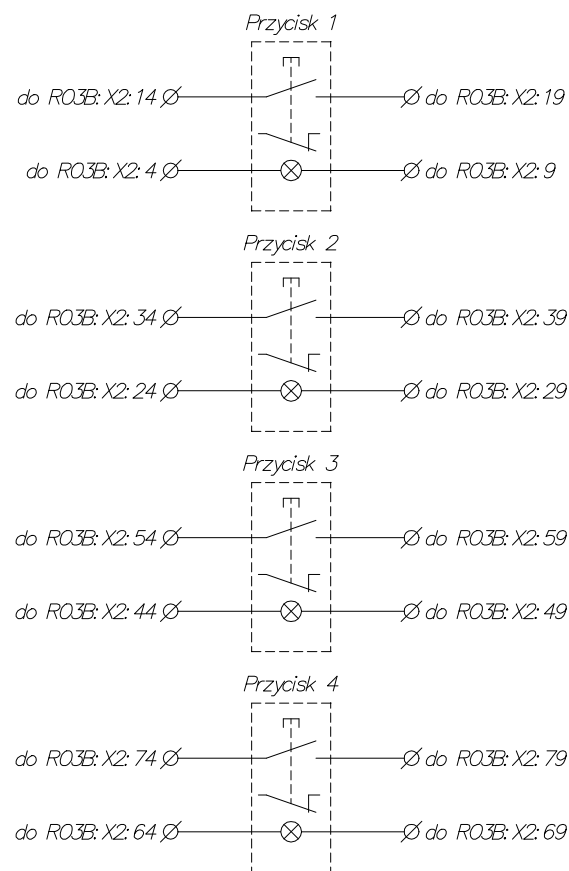 Przycisk 1
do R03B:X2:14 do R03B:X2:19
do R03B:X2:4 do R03B:X2:9
Przycisk 2
do R03B:X2:34 do R03B:X2:39
do R03B:X2:24 do R03B:X2:29
Przycisk 3
do R03B:X2:54 do R03B:X2:59
do R03B:X2:44 do R03B:X2:49
Przycisk 4
do R03B:X2:74 do R03B:X2:79
do R03B:X2:64 do R03B:X2:69